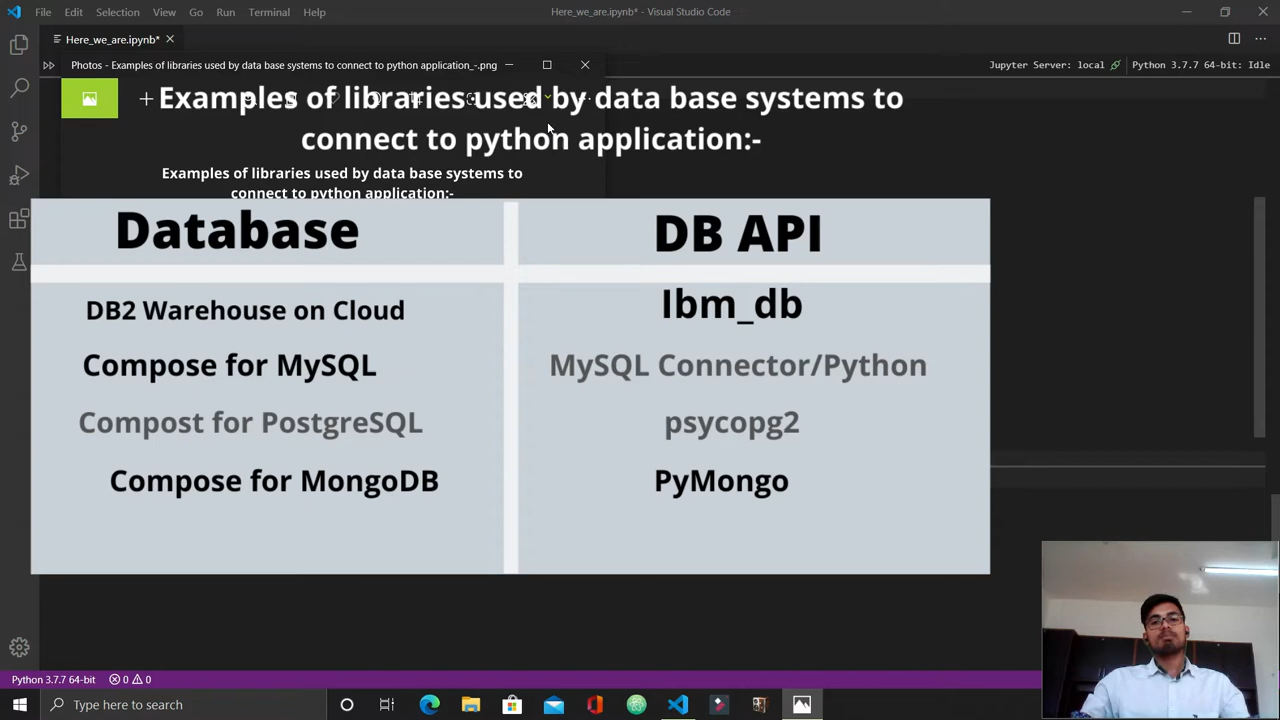 File Edit Selection View Go Run Terminal Help
Here_we_are.ipynb* - Visual Studio Code
Here_we_are.ipynb*
Photos - Examples of libraries used by data base systems to connect to python application_-.png
Jupyter Server: local
Python 3.7.7 64-bit: Idle
Examples of libraries used by data base systems to
connect to python application:-
Examples of libraries used by data base systems to
connect to python application:-
Database DB API
DB2 Warehouse on Cloud Ibm_db
Compose for MySQL MySQL Connector/Python
Compost for PostgreSQL psycopg2
Compose for MongoDB PyMongo
Python 3.7.7 64-bit 0 0
Type here to search